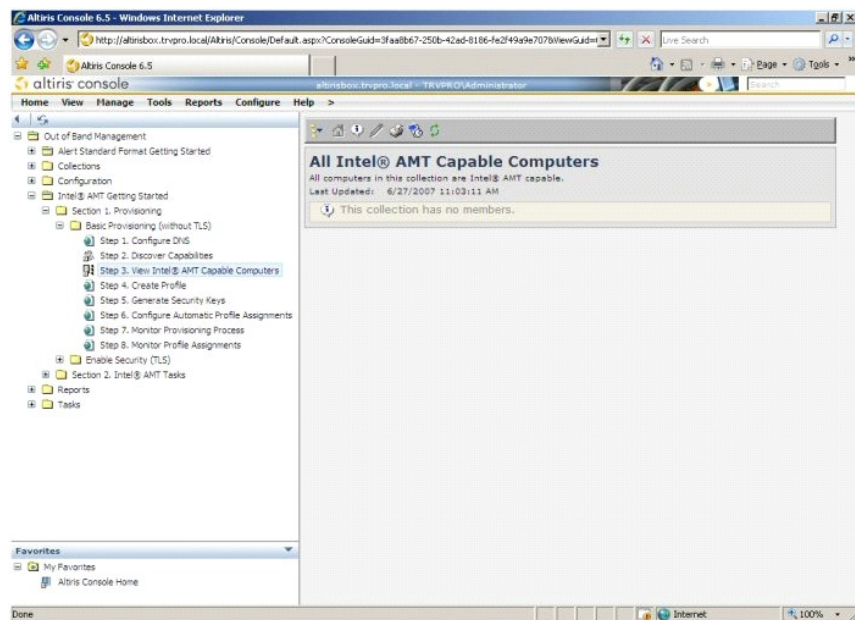 Altiris Console 6.5 - Windows Internet Explorer
http://altirisbox.trvpro.local/Altiris/Console/Default.aspx?ConsoleGuid=3faa8b67-250b-42ad-8186-fe2f49a9e707&ViewGuid=
Live Search
Altiris Console 6.5
Page
Tools
altiris console
altirisbox.trvpro.local - TRVPRO\Administrator
Search
Home View Manage Tools Reports Configure Help >
Out of Band Management
Alert Standard Format Getting Started
Collections
Configuration
Intel® AMT Getting Started
Section 1. Provisioning
Basic Provisioning (without TLS)
Step 1. Configure DNS
Step 2. Discover Capabilities
Step 3. View Intel® AMT Capable Computers
Step 4. Create Profile
Step 5. Generate Security Keys
Step 6. Configure Automatic Profile Assignments
Step 7. Monitor Provisioning Process
Step 8. Monitor Profile Assignments
Enable Security (TLS)
Section 2. Intel® AMT Tasks
Reports
Tasks
All Intel® AMT Capable Computers
All computers in this collection are Intel® AMT capable.
Last Updated: 6/27/2007 11:03:11 AM
This collection has no members.
Favorites
My Favorites
Altiris Console Home
Done
Internet
100%